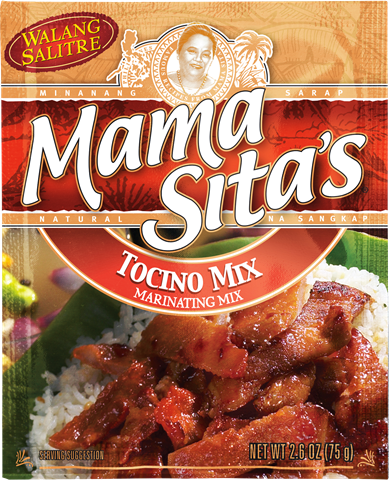 WALANG
SALITRE
MINANANG SARAP
Mama
Sita's
NATURAL NA SANGKAP
TOCINO MIX
MARINATING MIX
SERVING SUGGESTION
NET WT 2.6 OZ (75 g)